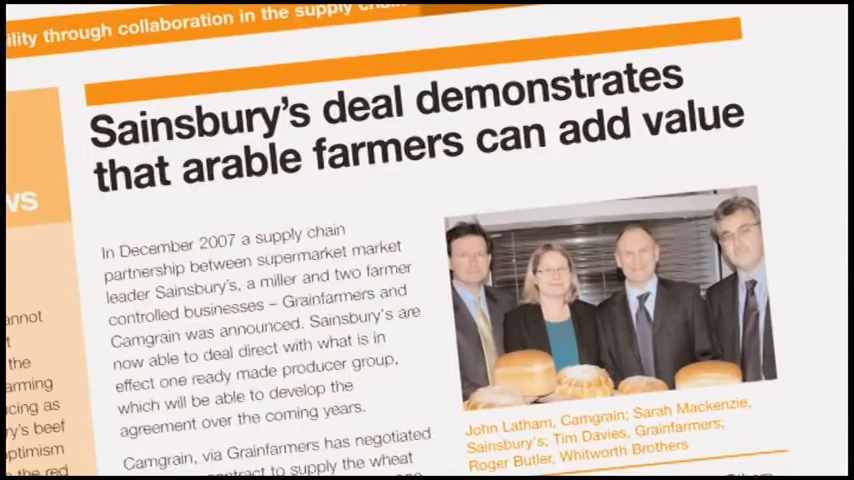 ility through collaboration in the supply chain
Sainsbury's deal demonstrates
that arable farmers can add value
ws
In December 2007 a supply chain
partnership between supermarket market
leader Sainsbury's, a miller and two farmer
controlled businesses – Grainfarmers and
Camgrain was announced. Sainsbury's are
now able to deal direct with what is in
effect one ready made producer group,
which will be able to develop the
agreement over the coming years.
Camgrain, via Grainfarmers has negotiated
contract to supply the wheat
John Latham, Camgrain; Sarah Mackenzie,
Sainsbury's; Tim Davies, Grainfarmers;
Roger Butler, Whitworth Brothers
annot
t
the
arming
cing as
ry's beef
optimism
the red